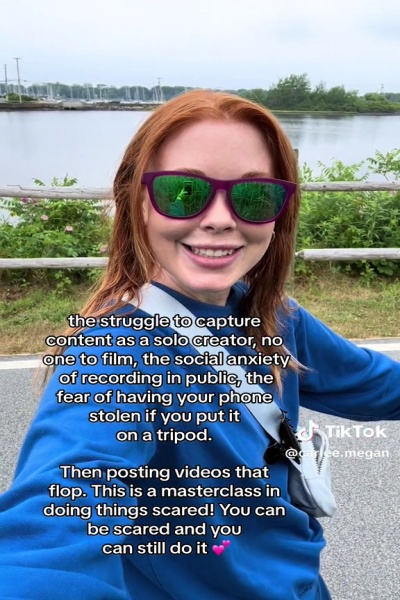 the struggle to capture
content as a solo creator, no
one to film, the social anxiety
of recording in public, the
fear of having your phone
stolen if you put it
on a tripod.
Then posting videos that
flop. This is a masterclass in
doing things scared! You can
be scared and you
can still do it 💕
TikTok
@carlee.megan